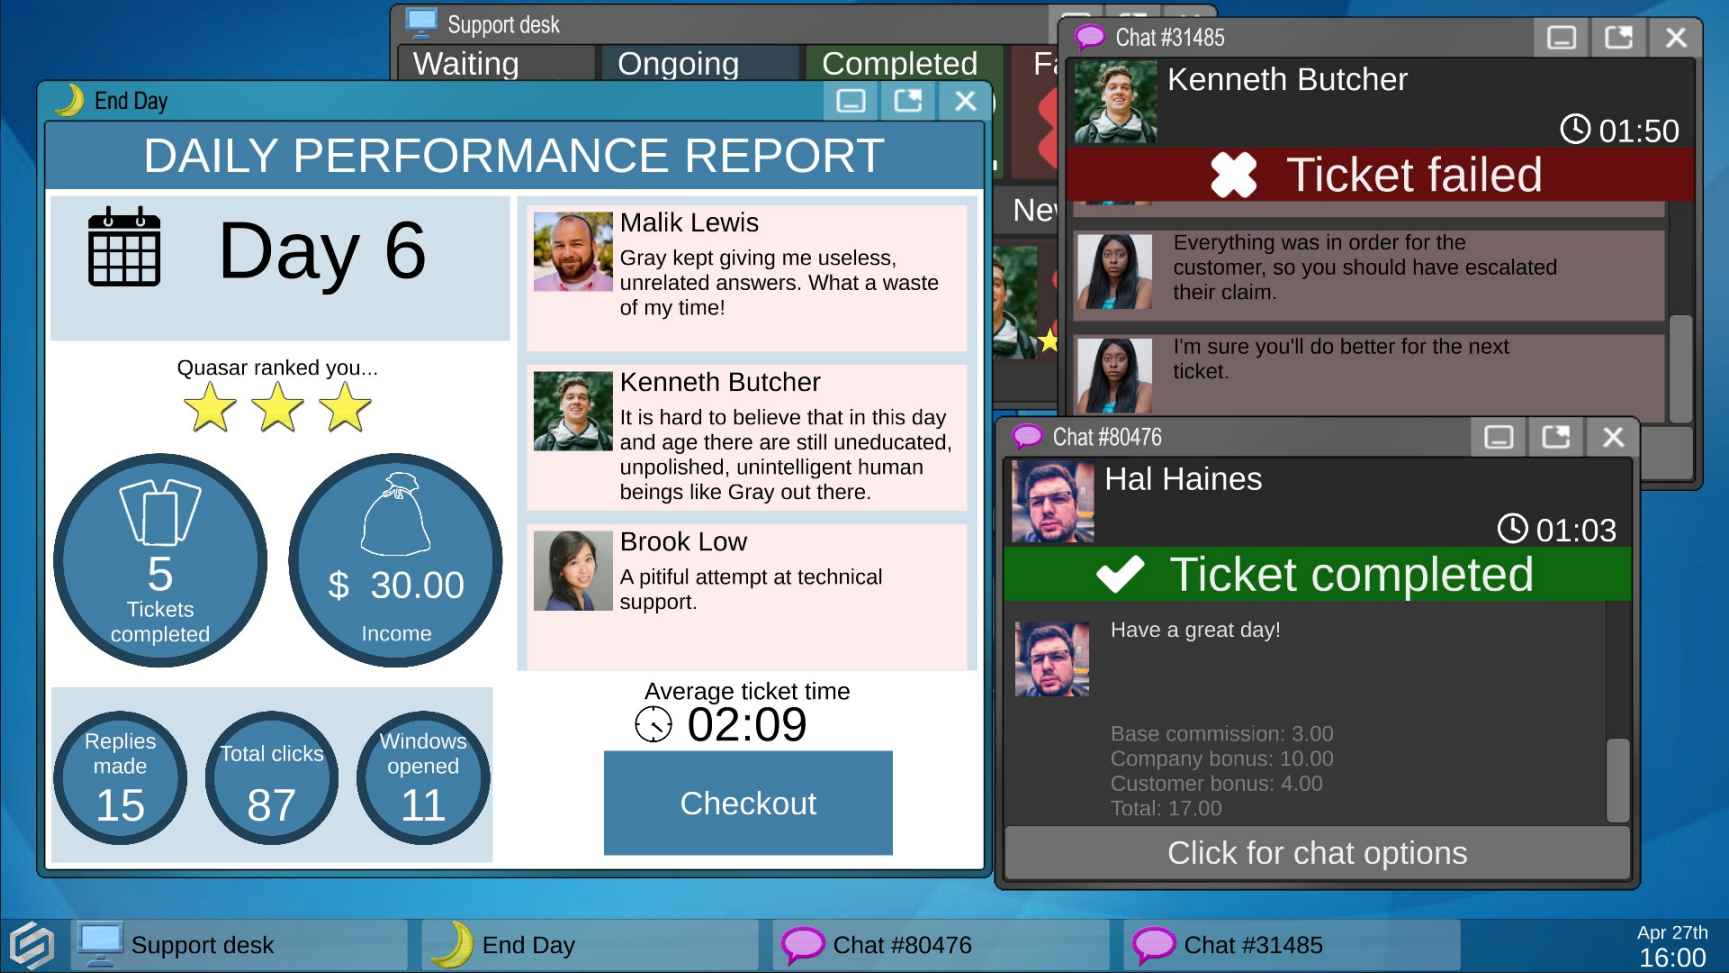 Support desk
Waiting
Ongoing
Completed
Chat #31485
Kenneth Butcher
01:50
Ticket failed
Everything was in order for the
customer, so you should have escalated
their claim.
I'm sure you'll do better for the next
ticket.
End Day
DAILY PERFORMANCE REPORT
Day 6
Quasar ranked you...
5
Tickets
completed
$ 30.00
Income
Replies
made
15
Total clicks
87
Windows
opened
11
Malik Lewis
Gray kept giving me useless,
unrelated answers. What a waste
of my time!
Kenneth Butcher
It is hard to believe that in this day
and age there are still uneducated,
unpolished, unintelligent human
beings like Gray out there.
Brook Low
A pitiful attempt at technical
support.
Average ticket time
02:09
Checkout
Chat #80476
Hal Haines
01:03
Ticket completed
Have a great day!
Base commission: 3.00
Company bonus: 10.00
Customer bonus: 4.00
Total: 17.00
Click for chat options
Support desk
End Day
Chat #80476
Chat #31485
Apr 27th
16:00